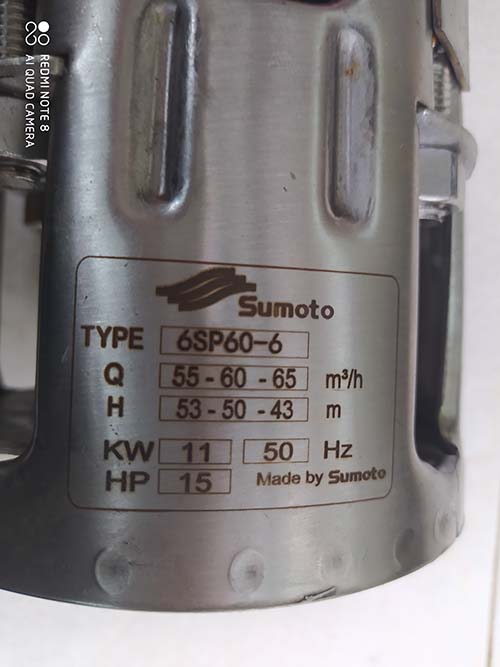 REDMI NOTE 8
AI QUAD CAMERA
Sumoto
TYPE 6SP60-6
Q 55 - 60 - 65 m³/h
H 53 - 50 - 43 m
KW 11 50 Hz
HP 15 Made by Sumoto